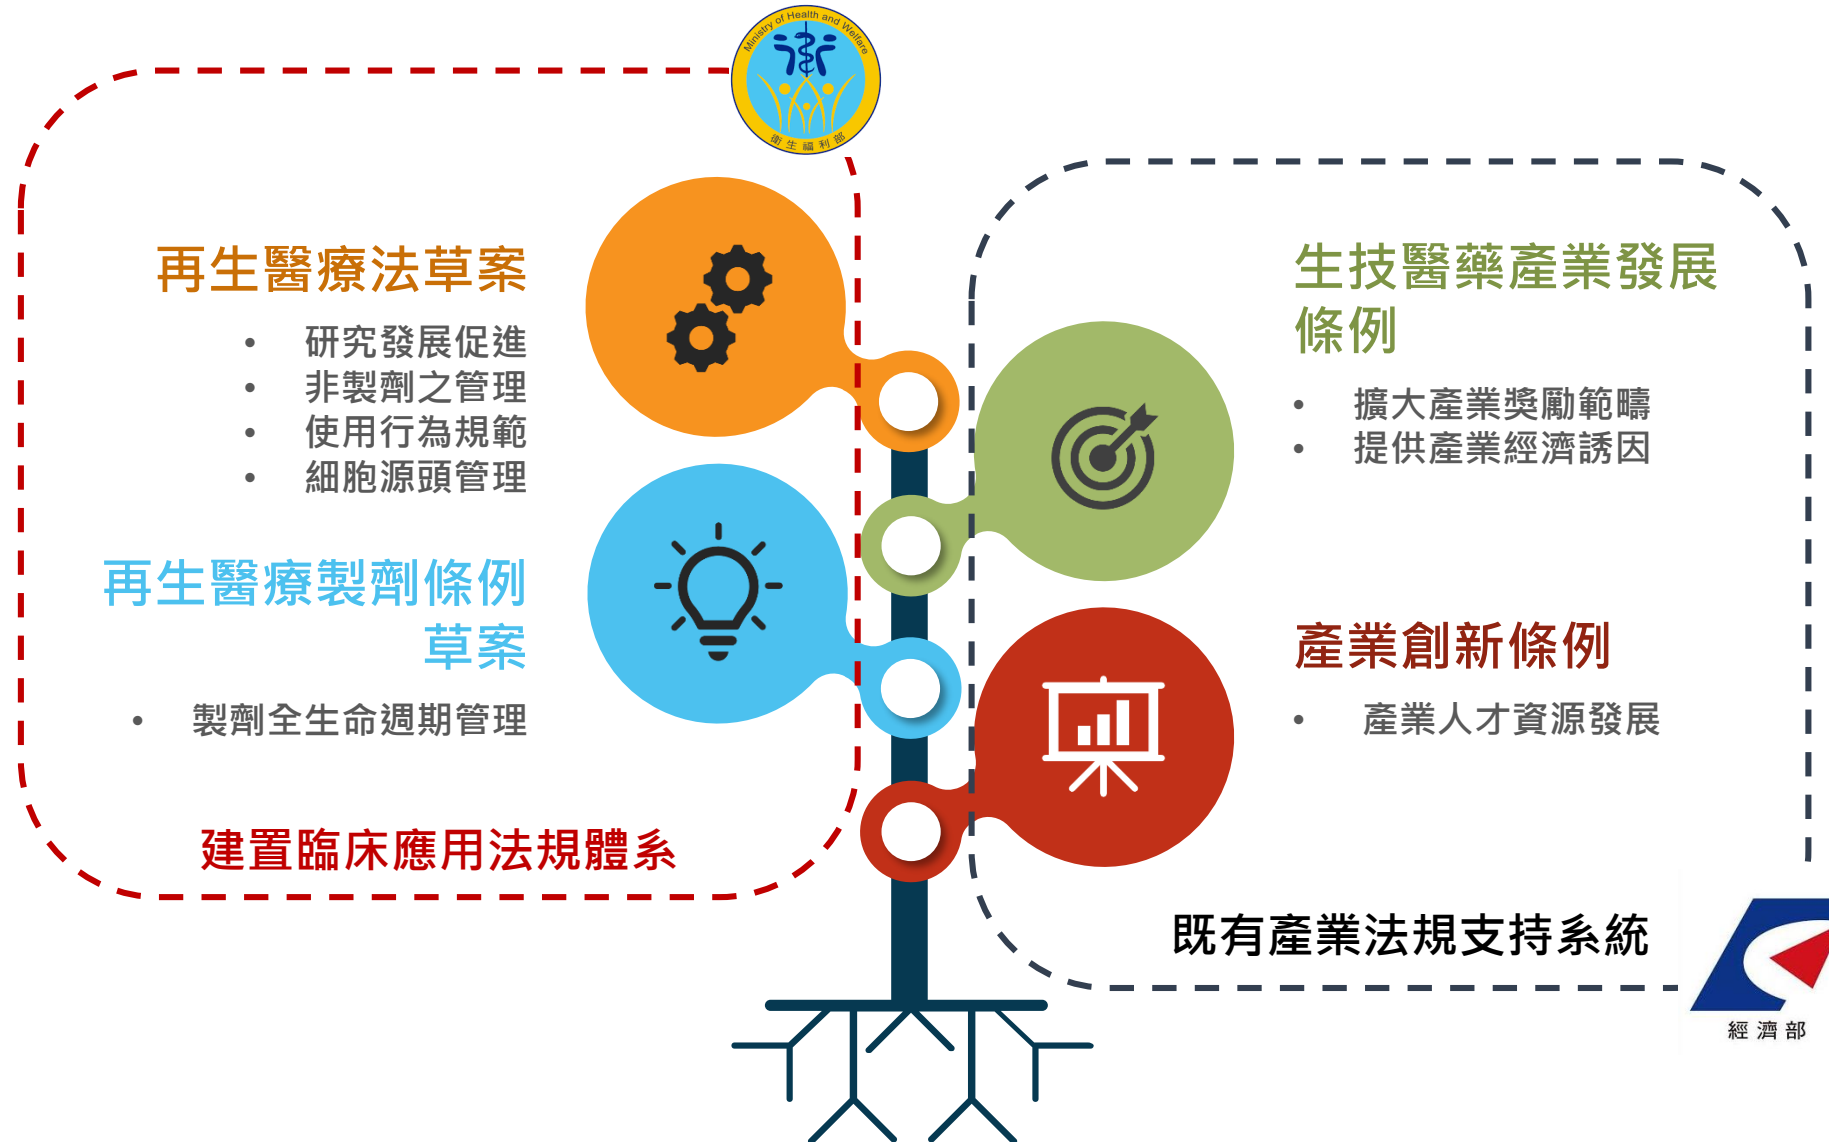 Ministry of Health and Welfare
衛生福利部
再生醫療法草案
• 研究發展促進
• 非製劑之管理
• 使用行為規範
• 細胞源頭管理
再生醫療製劑條例
草案
• 製劑全生命週期管理
建置臨床應用法規體系
生技醫藥產業發展
條例
• 擴大產業獎勵範疇
• 提供產業經濟誘因
產業創新條例
• 產業人才資源發展
既有產業法規支持系統
經濟部